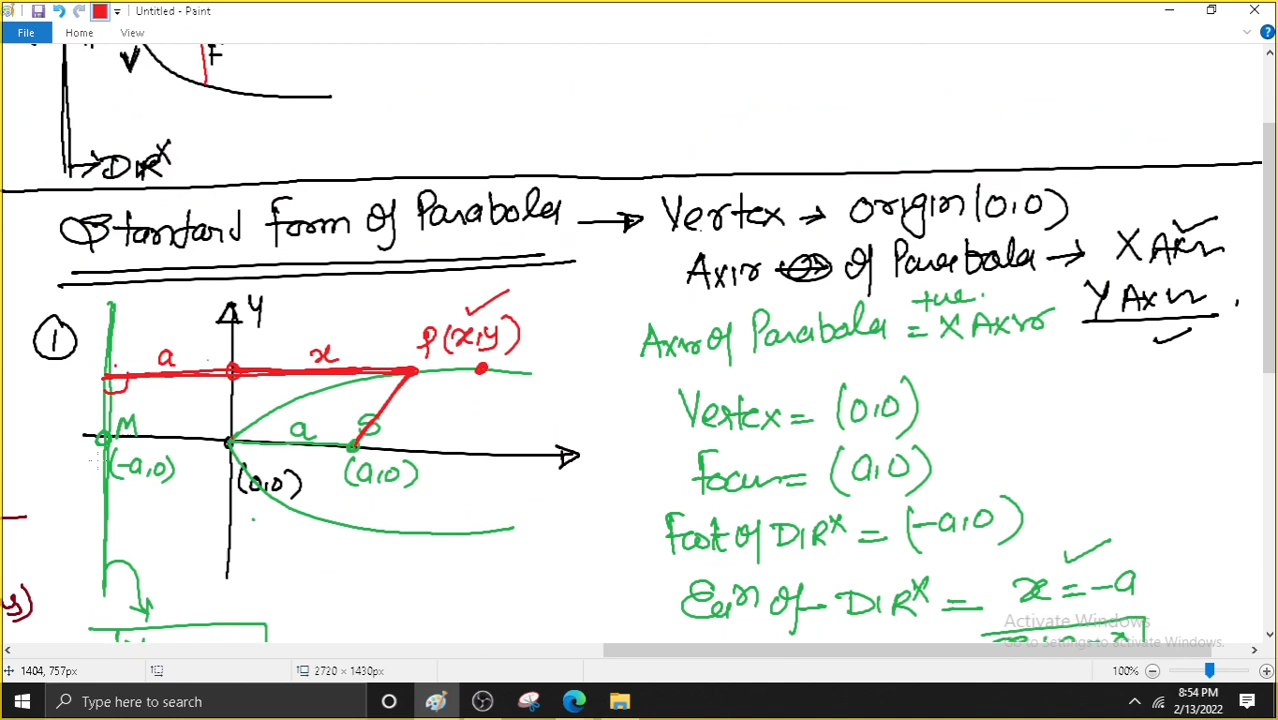 Untitled - Paint
File
Home
View
V
F
DIRx
Standard form of Parabola → Vertex → origin (0,0)
Axis of Parabola → X Axis
Y Axis
①
Y
Axis of Parabola = +tve X Axis
a
x
P(x,y)
Vertex = (0,0)
M
a
S
(-a,0)
(0,0)
(a,0)
Focus = (a,0)
Foot of DIRx = (-a,0)
Eqn of DIRx = x = -a
Activate Windows
Go to Settings to activate Windows.
1404, 757px
2720 × 1430px
100%
Type here to search
8:54 PM
2/13/2022